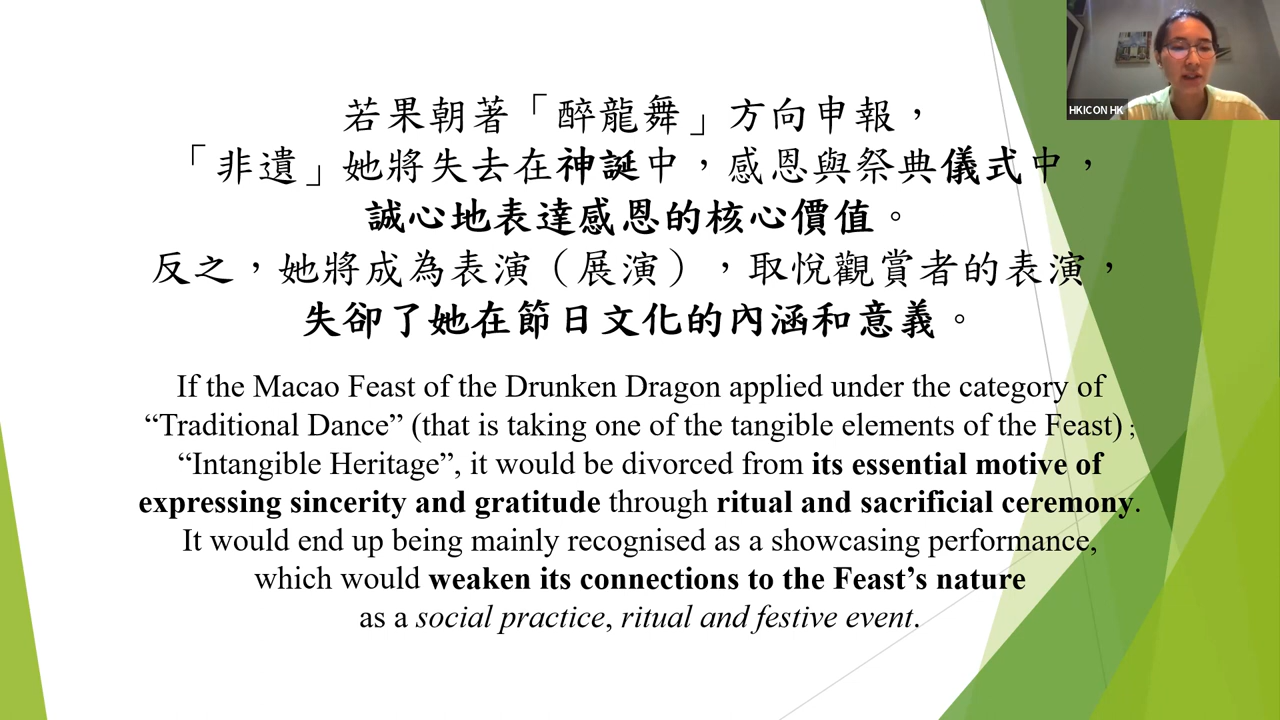 若果朝著「醉龍舞」方向申報，
「非遺」她將失去在神誕中，感恩與祭典儀式中，
誠心地表達感恩的核心價值。
反之，她將成為表演（展演），取悅觀賞者的表演，
失卻了她在節日文化的內涵和意義。
If the Macao Feast of the Drunken Dragon applied under the category of
“Traditional Dance” (that is taking one of the tangible elements of the Feast) ;
“Intangible Heritage”, it would be divorced from its essential motive of
expressing sincerity and gratitude through ritual and sacrificial ceremony.
It would end up being mainly recognised as a showcasing performance,
which would weaken its connections to the Feast’s nature
as a social practice, ritual and festive event.
HKICON HK